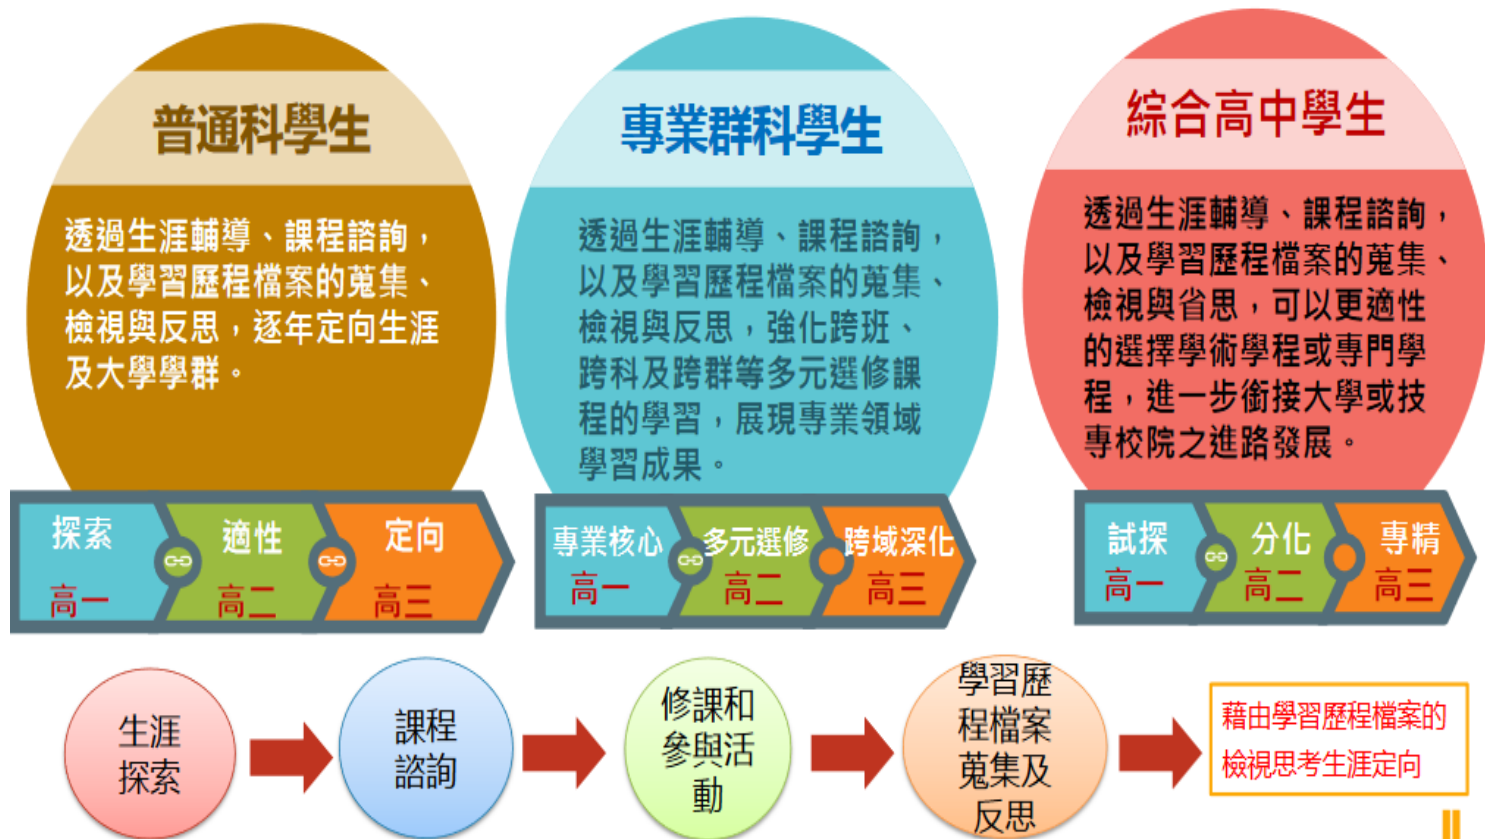 普通科學生
透過生涯輔導、課程諮詢，
以及學習歷程檔案的蒐集、
檢視與反思，逐年定向生涯
及大學學群。
探索
高一
適性
高二
定向
高三
專業群科學生
透過生涯輔導、課程諮詢，
以及學習歷程檔案的蒐集、
檢視與反思，強化跨班、
跨科及跨群等多元選修課
程的學習，展現專業領域
學習成果。
專業核心
高一
多元選修
高二
跨域深化
高三
綜合高中學生
透過生涯輔導、課程諮詢，
以及學習歷程檔案的蒐集、
檢視與省思，可以更適性
的選擇學術學程或專門學
程，進一步銜接大學或技
專校院之進路發展。
試探
高一
分化
高二
專精
高三
生涯
探索
課程
諮詢
修課和
參與活
動
學習歷
程檔案
蒐集及
反思
藉由學習歷程檔案的
檢視思考生涯定向